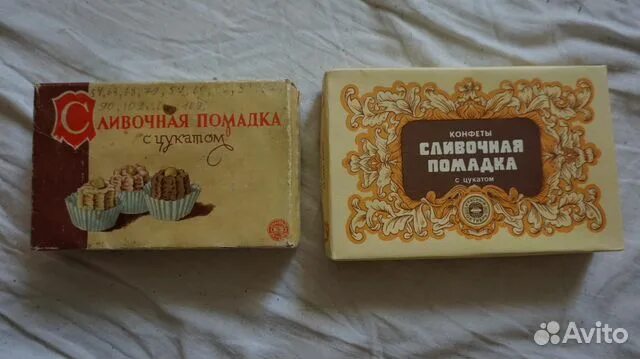 СЛИВОЧНАЯ ПОМАДКА
с цукатом
КОНФЕТЫ
СЛИВОЧНАЯ
ПОМАДКА
с цукатом
Avito